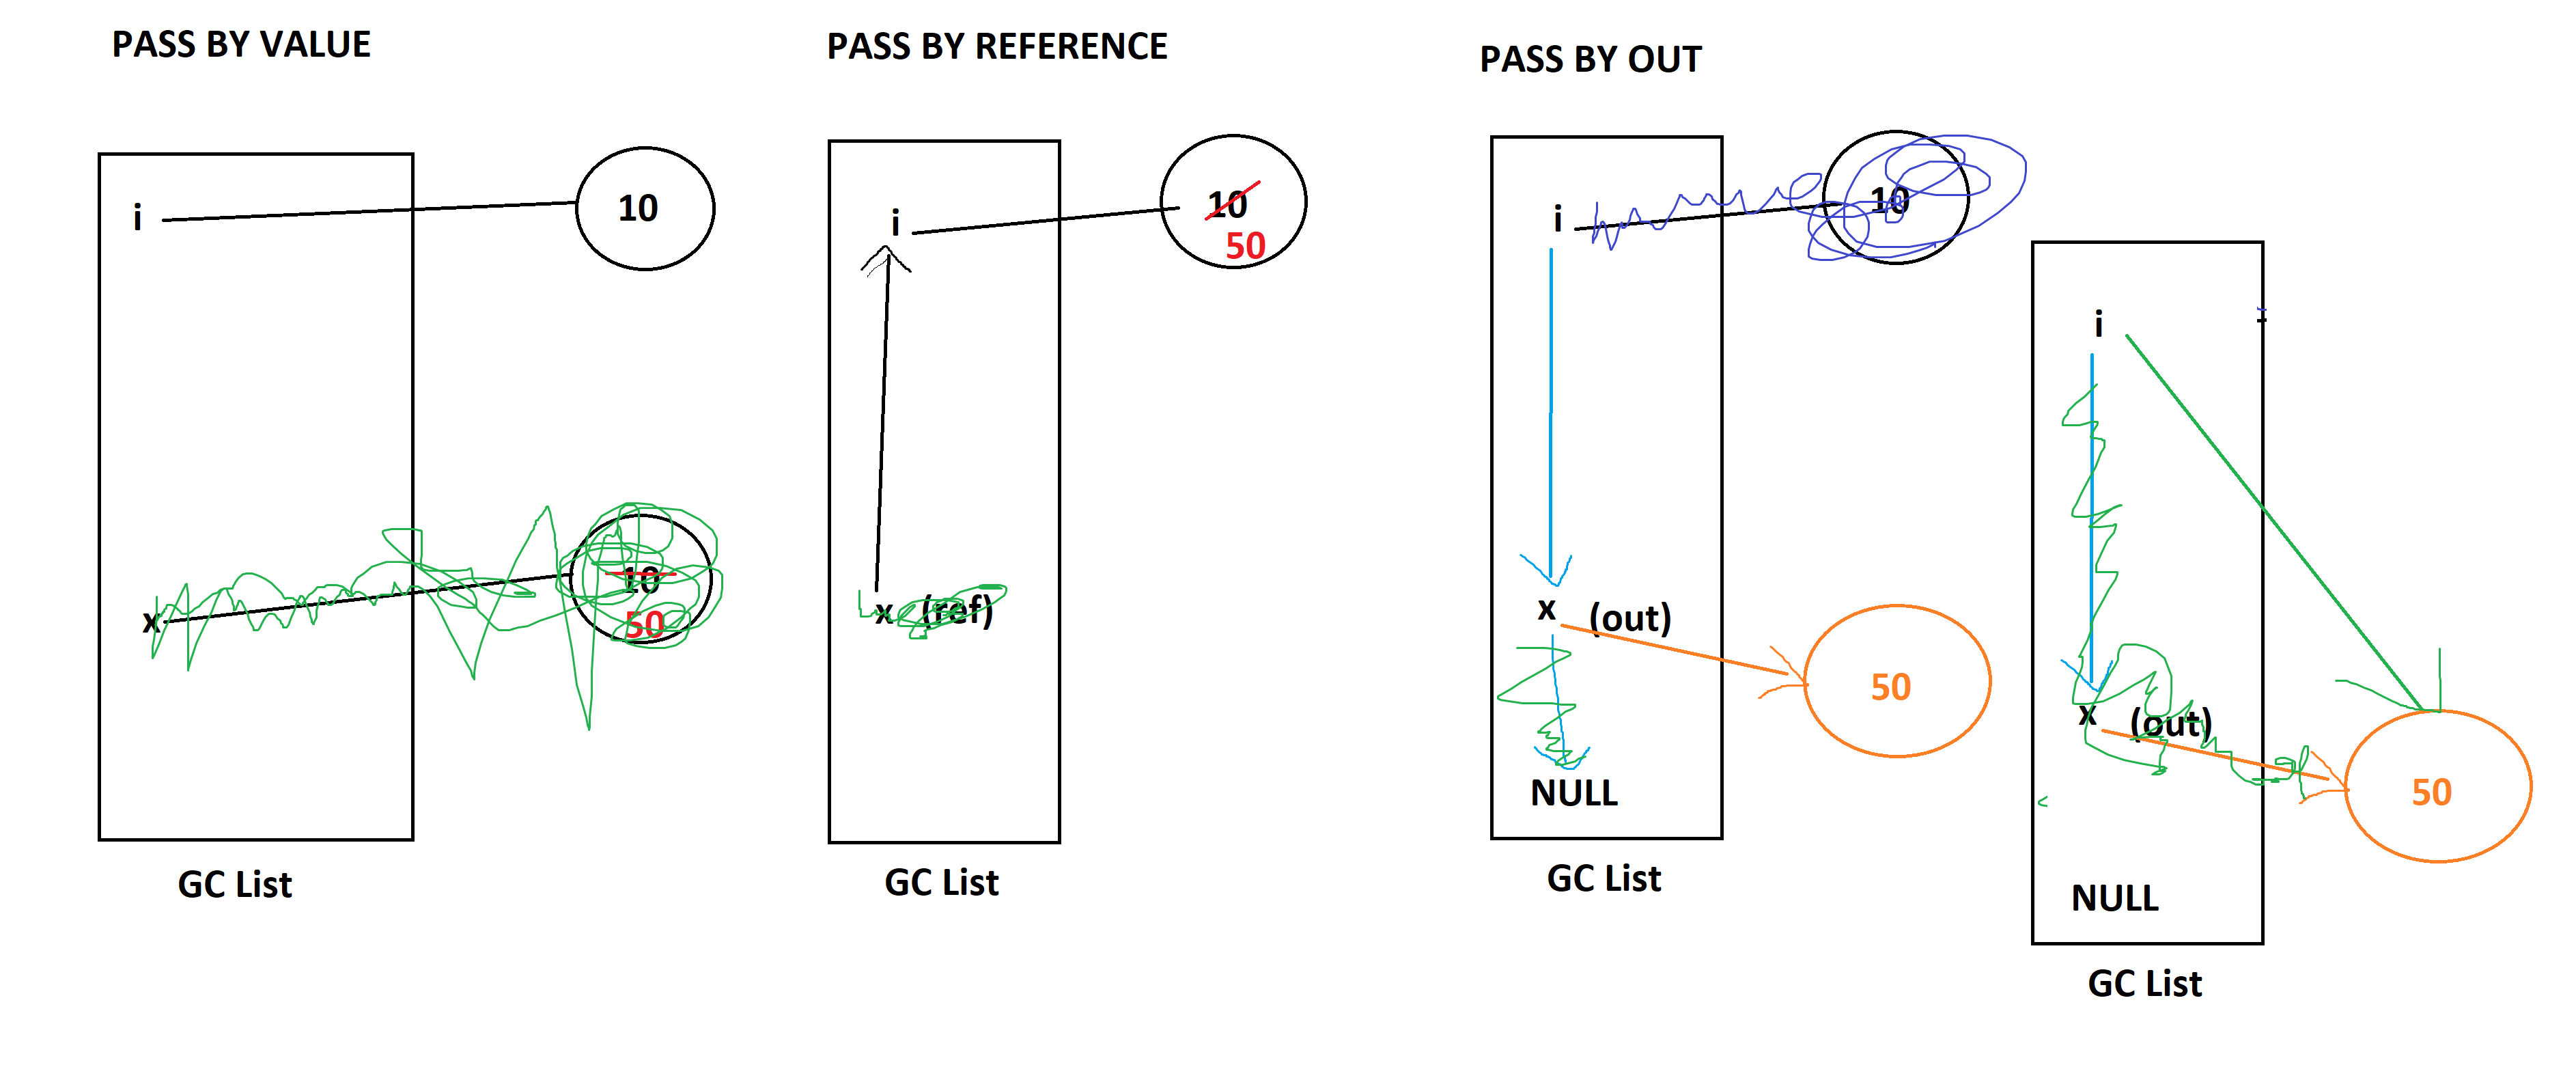 PASS BY VALUE
i
10
x
10
50
GC List
PASS BY REFERENCE
i
10
50
x (ref)
GC List
PASS BY OUT
i
10
x (out)
50
NULL
GC List
i
x (out)
50
NULL
GC List